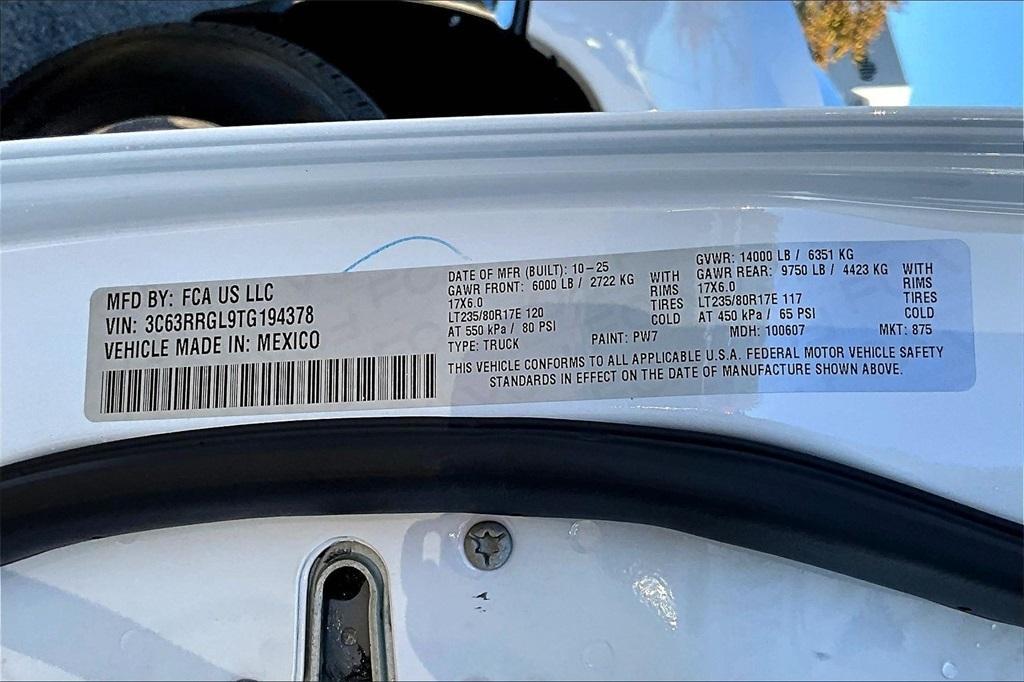 MFD BY: FCA US LLC
VIN: 3C63RRGL9TG194378
VEHICLE MADE IN: MEXICO
DATE OF MFR (BUILT): 10-25
GAWR FRONT: 6000 LB / 2722 KG WITH
17X6.0 RIMS
LT235/80R17E 120 TIRES
AT 550 kPa / 80 PSI COLD
TYPE: TRUCK PAINT: PW7
GVWR: 14000 LB / 6351 KG
GAWR REAR: 9750 LB / 4423 KG WITH
17X6.0 RIMS
LT235/80R17E 117 TIRES
AT 450 kPa / 65 PSI COLD
MDH: 100607 MKT: 875
THIS VEHICLE CONFORMS TO ALL APPLICABLE U.S.A. FEDERAL MOTOR VEHICLE SAFETY
STANDARDS IN EFFECT ON THE DATE OF MANUFACTURE SHOWN ABOVE.